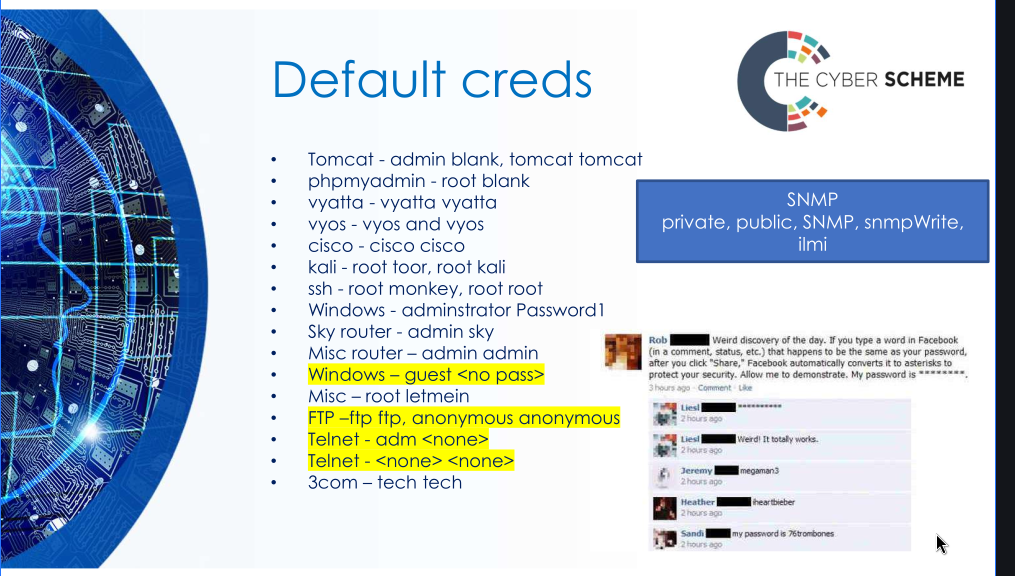 Default creds
THE CYBER SCHEME
• Tomcat - admin blank, tomcat tomcat
• phpmyadmin - root blank
• vyatta - vyatta vyatta
• vyos - vyos and vyos
• cisco - cisco cisco
• kali - root toor, root kali
• ssh - root monkey, root root
• Windows - adminstrator Password1
• Sky router - admin sky
• Misc router – admin admin
• Windows – guest <no pass>
• Misc – root letmein
• FTP –ftp ftp, anonymous anonymous
• Telnet - adm <none>
• Telnet - <none> <none>
• 3com – tech tech
SNMP
private, public, SNMP, snmpWrite,
ilmi
Rob Weird discovery of the day. If you type a word in Facebook
(in a comment, status, etc.) that happens to be the same as your password,
after you click "Share," Facebook automatically converts it to asterisks to
protect your security. Allow me to demonstrate. My password is ********.
3 hours ago · Comment · Like
Liesl **********
2 hours ago
Liesl Weird! It totally works.
2 hours ago
Jeremy megaman3
2 hours ago
Heather iheartbieber
2 hours ago
Sandi my password is 76trombones
2 hours ago